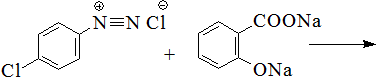 N≡N Cl
+ ⊖
Cl
+
COONa
ONa